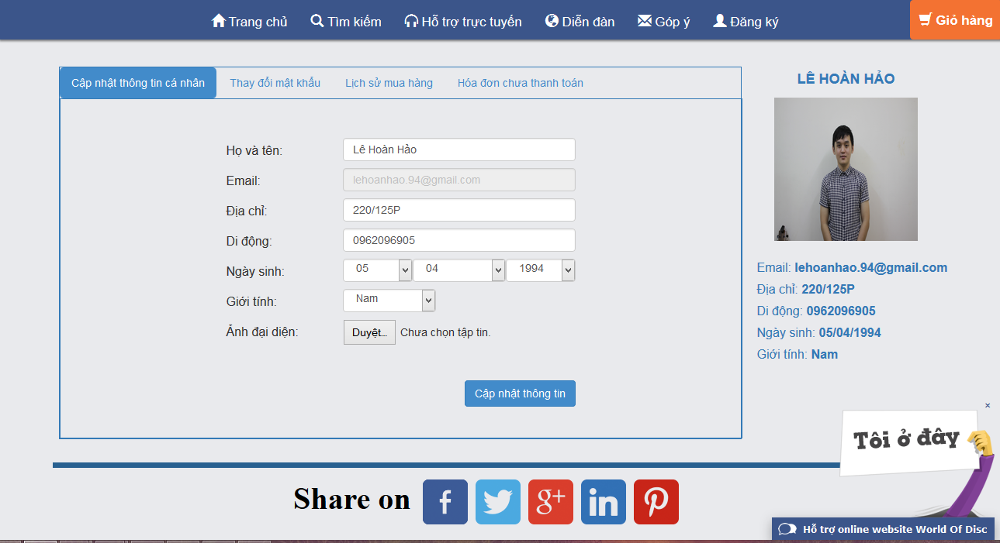 Trang chủ Tìm kiếm Hỗ trợ trực tuyến Diễn đàn Góp ý Đăng ký Giỏ hàng
Cập nhật thông tin cá nhân Thay đổi mật khẩu Lịch sử mua hàng Hóa đơn chưa thanh toán
Họ và tên: Lê Hoàn Hảo
Email: lehoanhao.94@gmail.com
Địa chỉ: 220/125P
Di động: 0962096905
Ngày sinh: 05 04 1994
Giới tính: Nam
Ảnh đại diện: Duyệt... Chưa chọn tập tin.
Cập nhật thông tin
LÊ HOÀN HẢO
Email: lehoanhao.94@gmail.com
Địa chỉ: 220/125P
Di động: 0962096905
Ngày sinh: 05/04/1994
Giới tính: Nam
×
Tôi ở đây
Share on f g+ in
Hỗ trợ online website World Of Disc